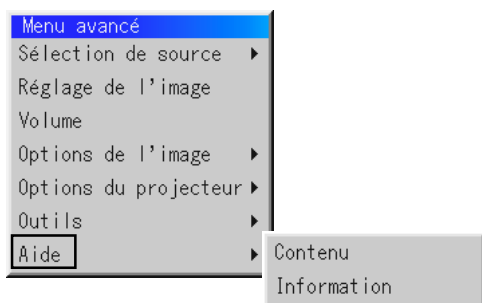 Menu avancé
Sélection de source
Réglage de l'image
Volume
Options de l'image
Options du projecteur
Outils
Aide
Contenu
Information